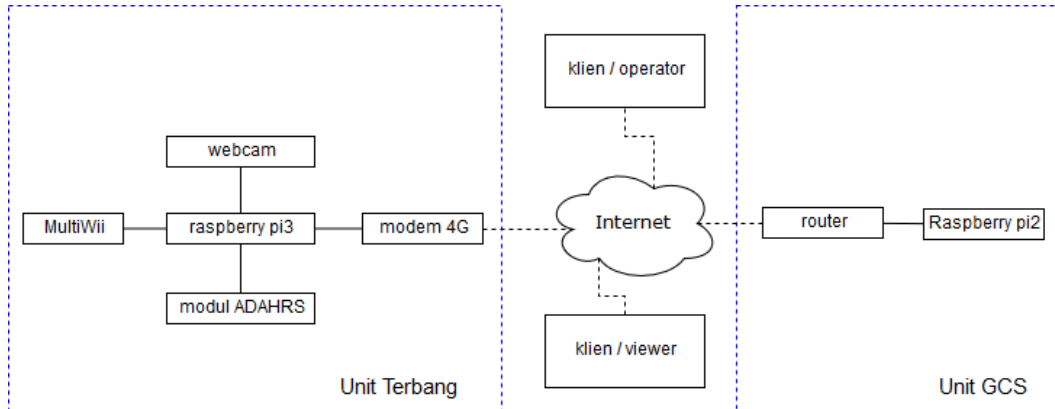 klien / operator
webcam
MultiWii
raspberry pi3
modem 4G
Internet
router
Raspberry pi2
modul ADAHRS
klien / viewer
Unit Terbang
Unit GCS